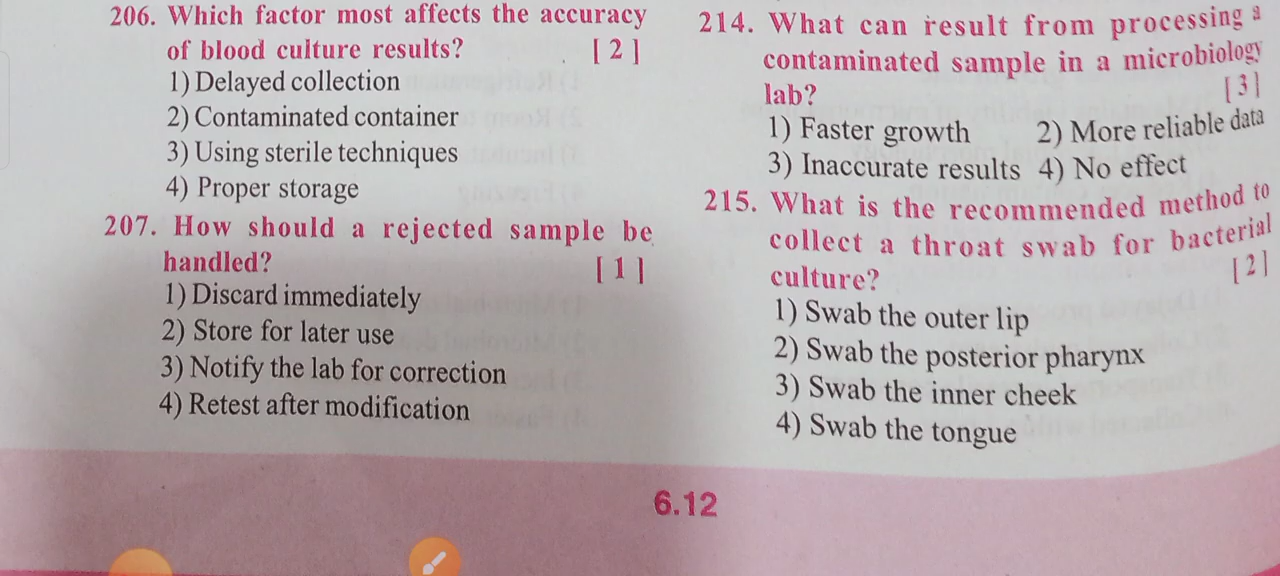 206. Which factor most affects the accuracy
of blood culture results? [ 2 ]
1) Delayed collection
2) Contaminated container
3) Using sterile techniques
4) Proper storage
207. How should a rejected sample be
handled? [ 1 ]
1) Discard immediately
2) Store for later use
3) Notify the lab for correction
4) Retest after modification
214. What can result from processing a
contaminated sample in a microbiology
lab? [ 3 ]
1) Faster growth 2) More reliable data
3) Inaccurate results 4) No effect
215. What is the recommended method to
collect a throat swab for bacterial
culture? [ 2 ]
1) Swab the outer lip
2) Swab the posterior pharynx
3) Swab the inner cheek
4) Swab the tongue
6.12